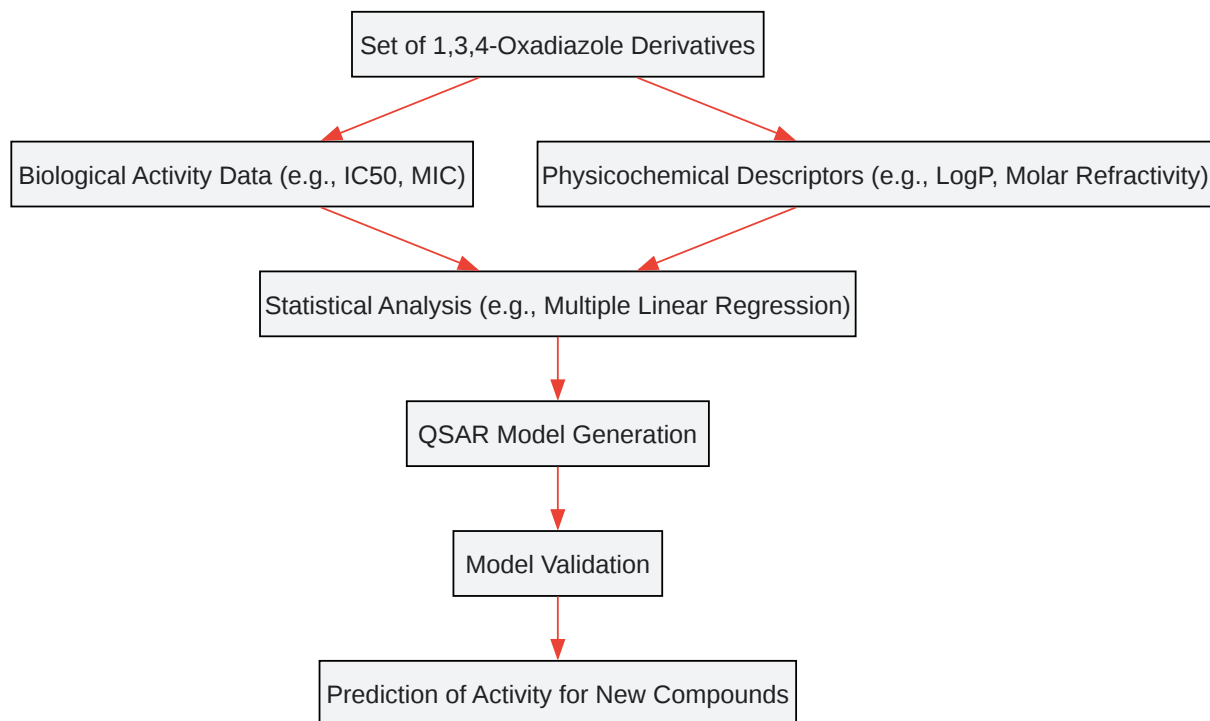 Set of 1,3,4-Oxadiazole Derivatives
Biological Activity Data (e.g., IC50, MIC)
Physicochemical Descriptors (e.g., LogP, Molar Refractivity)
Statistical Analysis (e.g., Multiple Linear Regression)
QSAR Model Generation
Model Validation
Prediction of Activity for New Compounds